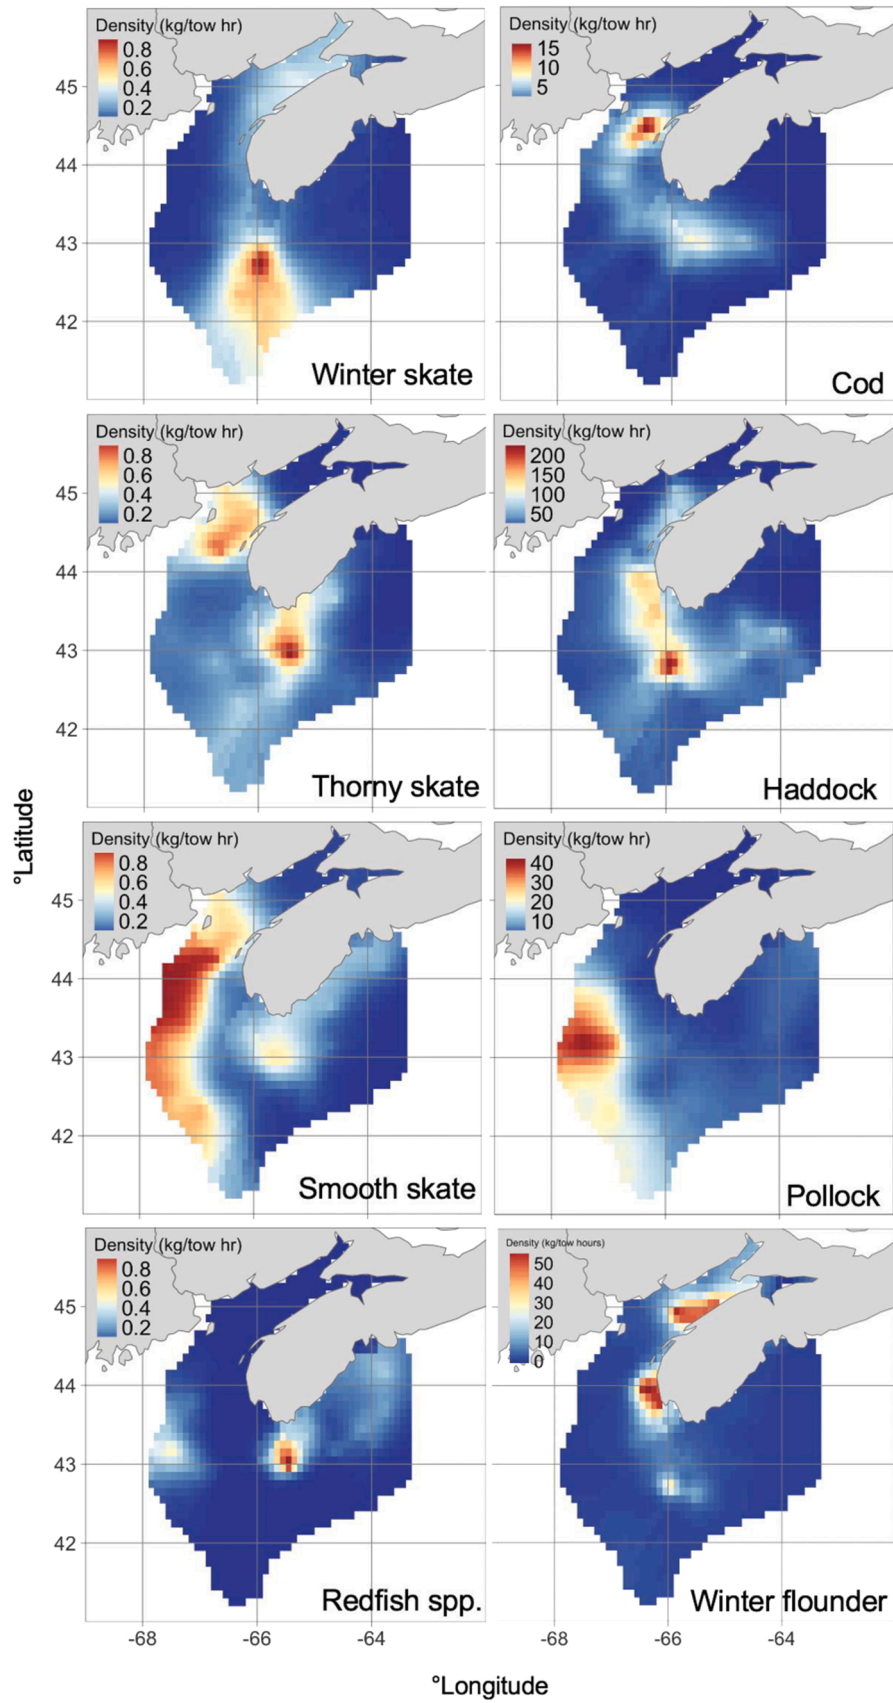 Density (kg/tow hr)
0.8
0.6
0.4
0.2
45
44
43
42
Winter skate
Density (kg/tow hr)
15
10
5
Cod
Density (kg/tow hr)
0.8
0.6
0.4
0.2
45
44
43
42
Thorny skate
Density (kg/tow hr)
200
150
100
50
Haddock
°Latitude
Density (kg/tow hr)
0.8
0.6
0.4
0.2
45
44
43
42
Smooth skate
Density (kg/tow hr)
40
30
20
10
Pollock
Density (kg/tow hr)
0.8
0.6
0.4
0.2
45
44
43
42
Redfish spp.
-68 -66 -64
Density (kg/tow hours)
50
40
30
20
10
0
Winter flounder
-68 -66 -64
°Longitude